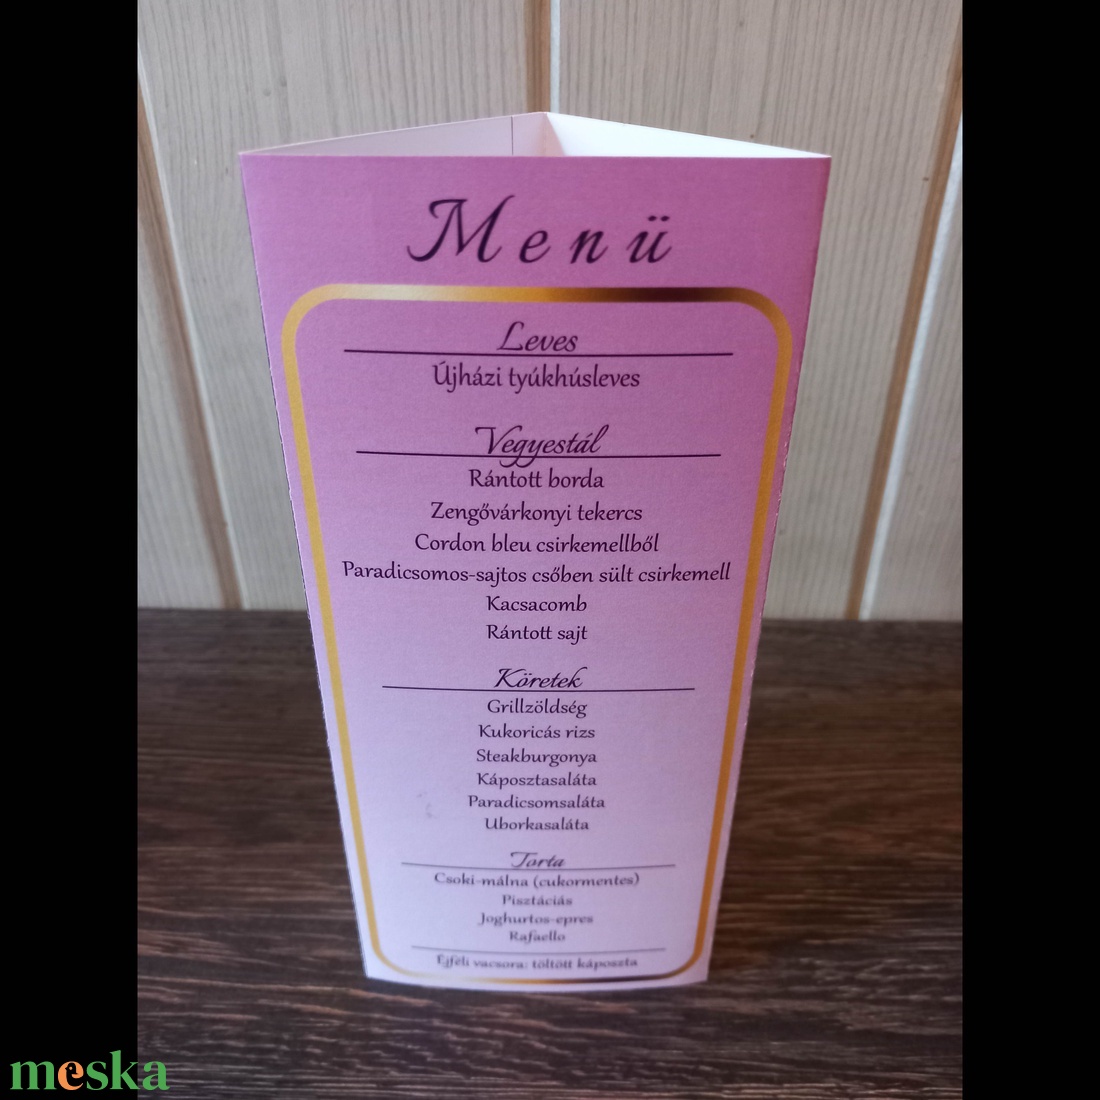 Menü
Leves
Újházi tyúkhúsleves
Vegyestál
Rántott borda
Zengővárkonyi tekercs
Cordon bleu csirkemellből
Paradicsomos-sajtos csőben sült csirkemell
Kacsacomb
Rántott sajt
Köretek
Grillzöldség
Kukoricás rizs
Steakburgonya
Káposztasaláta
Paradicsomsaláta
Uborkasaláta
Torta
Csoki-málna (cukormentes)
Pisztáciás
Joghurtos-epres
Rafaello
Éjféli vacsora: töltött káposzta
meska